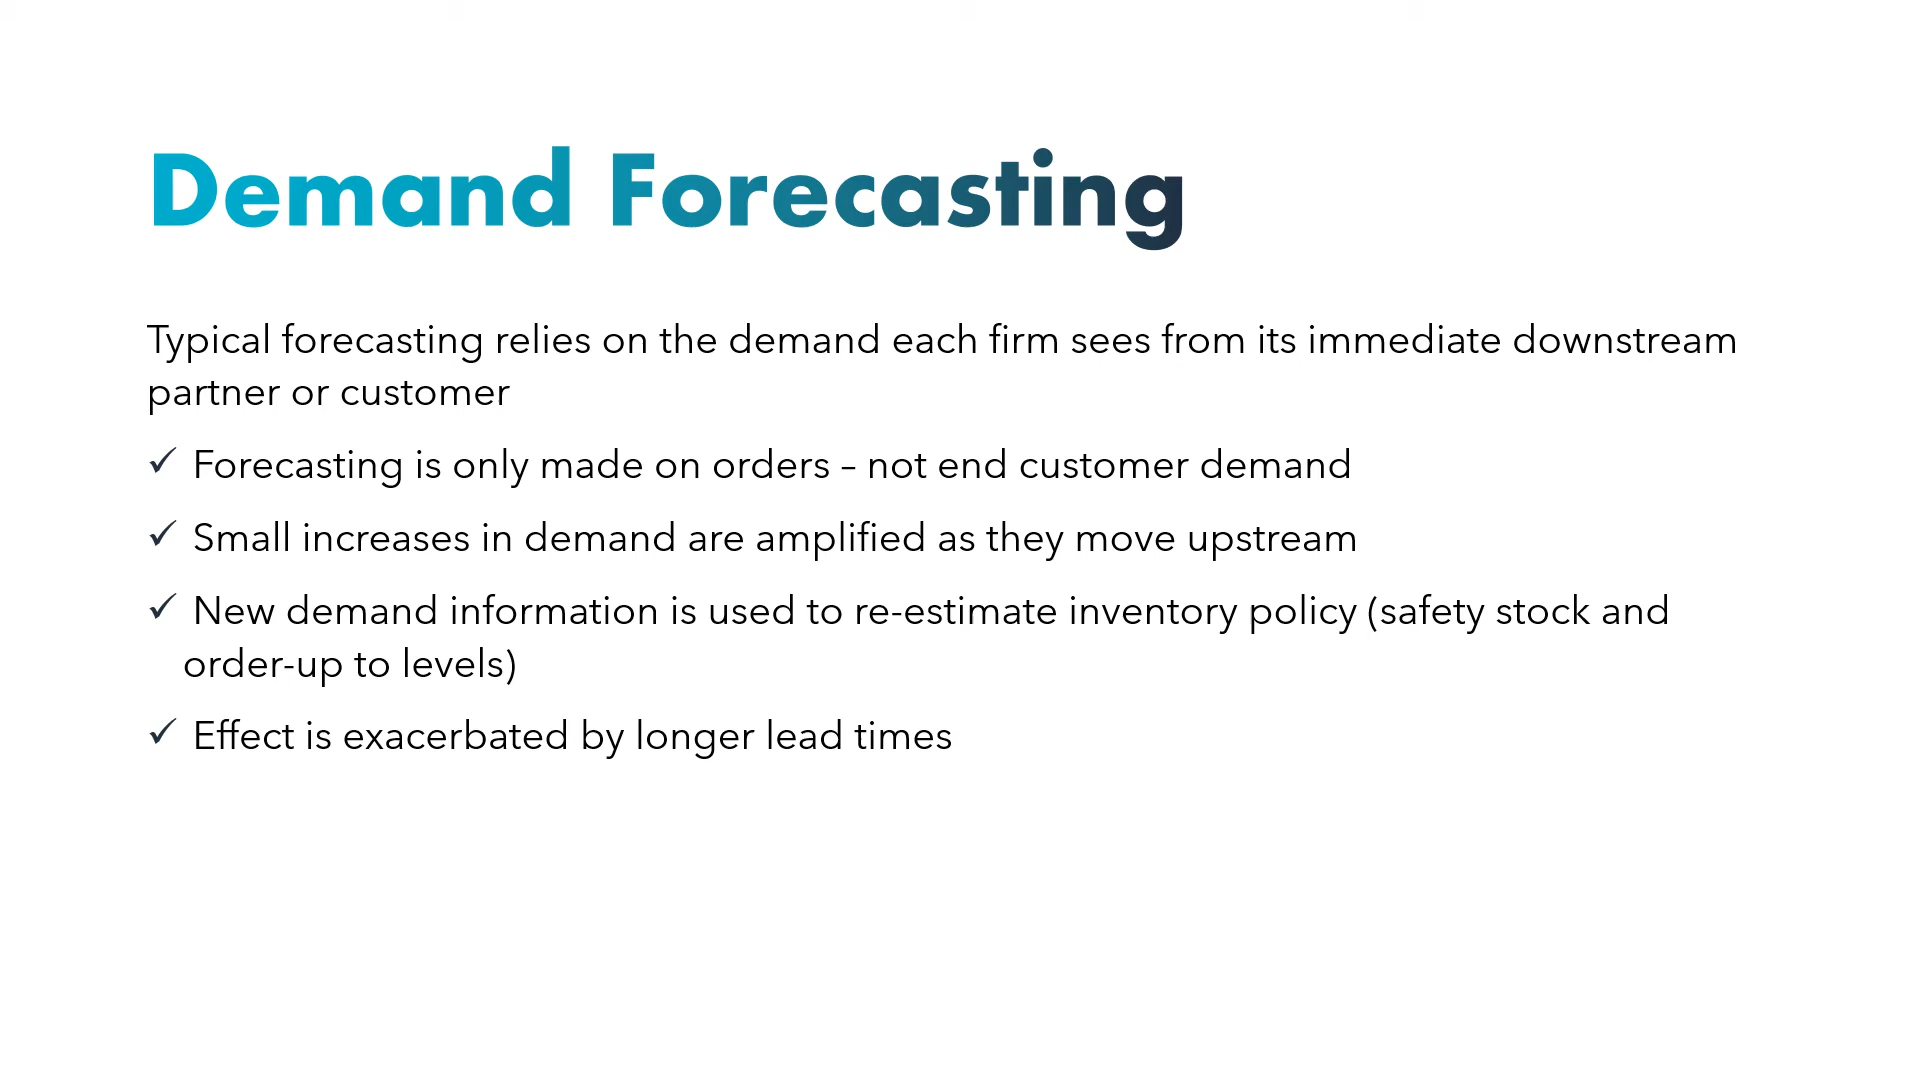 Demand Forecasting
Typical forecasting relies on the demand each firm sees from its immediate downstream
partner or customer
✓ Forecasting is only made on orders – not end customer demand
✓ Small increases in demand are amplified as they move upstream
✓ New demand information is used to re-estimate inventory policy (safety stock and
order-up to levels)
✓ Effect is exacerbated by longer lead times